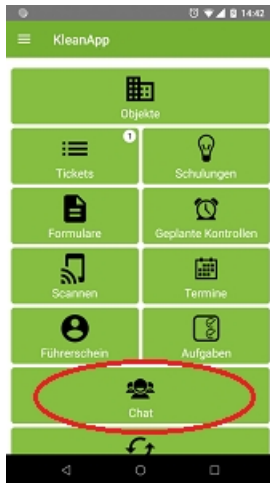 14:42
KleanApp
Objekte
1
Tickets
Schulungen
Formulare
Geplante Kontrollen
Scannen
Termine
Führerschein
Aufgaben
Chat